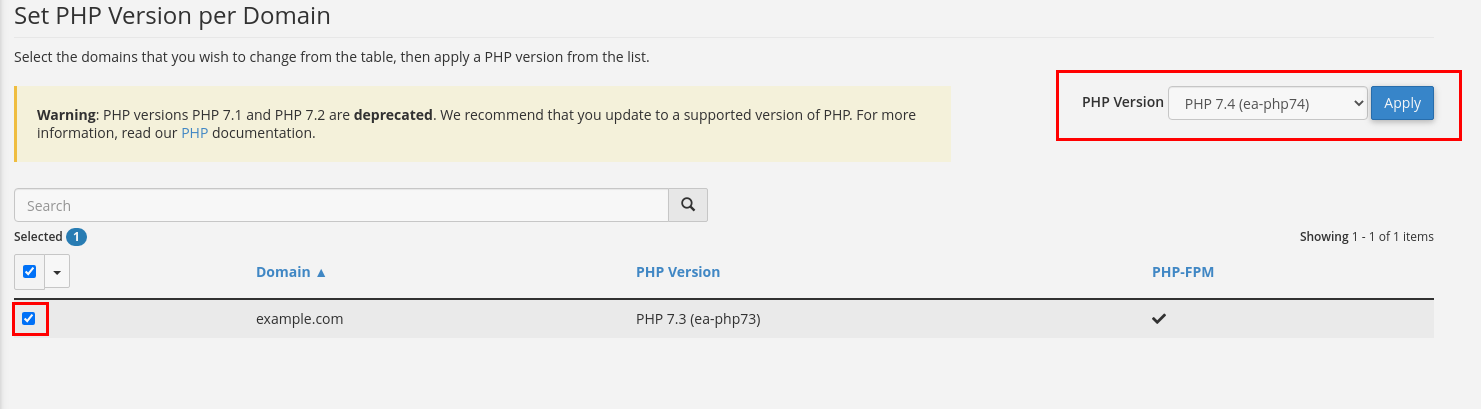 Set PHP Version per Domain
Select the domains that you wish to change from the table, then apply a PHP version from the list.
Warning: PHP versions PHP 7.1 and PHP 7.2 are deprecated. We recommend that you update to a supported version of PHP. For more
information, read our PHP documentation.
PHP Version PHP 7.4 (ea-php74) Apply
Search
Selected 1 Showing 1 - 1 of 1 items
Domain ▲ PHP Version PHP-FPM
example.com PHP 7.3 (ea-php73)